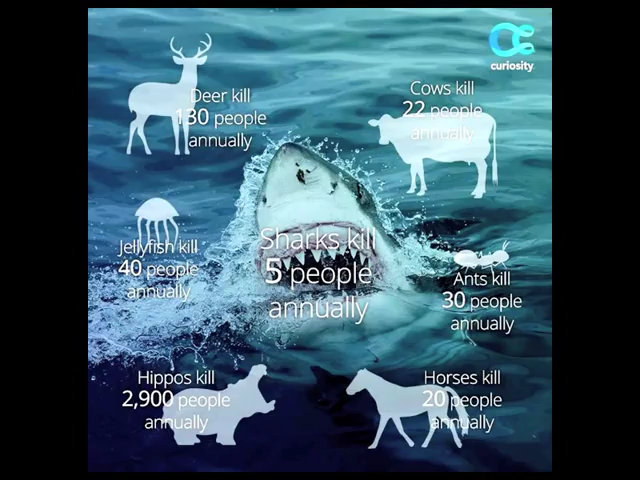 curiosity
Deer kill
130 people
annually
Cows kill
22 people
annually
Jellyfish kill
40 people
annually
Sharks kill
5 people
annually
Ants kill
30 people
annually
Hippos kill
2,900 people
annually
Horses kill
20 people
annually